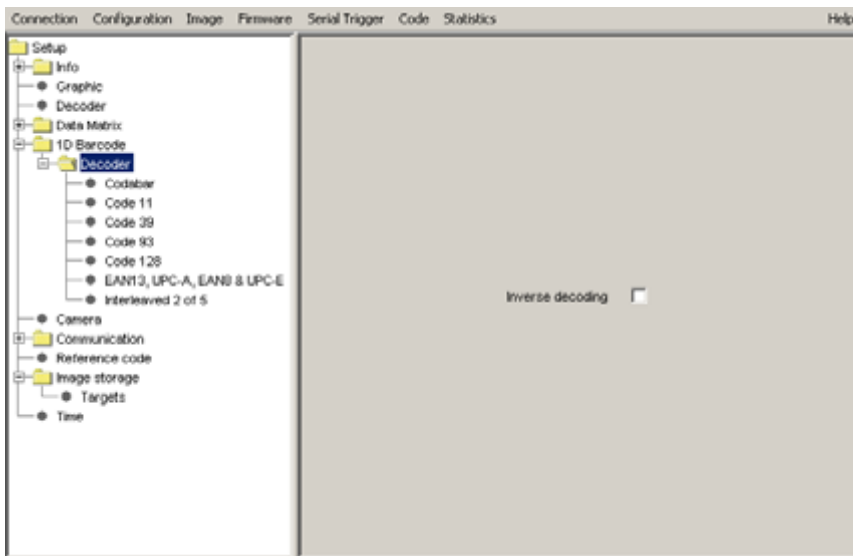 Connection Configuration Image Firmware Serial Trigger Code Statistics Help
Setup
Info
Graphic
Decoder
Data Matrix
1D Barcode
Decoder
Codabar
Code 11
Code 39
Code 93
Code 128
EAN13, UPC-A, EAN8 & UPC-E
Interleaved 2 of 5
Inverse decoding
Camera
Communication
Reference code
Image storage
Targets
Time